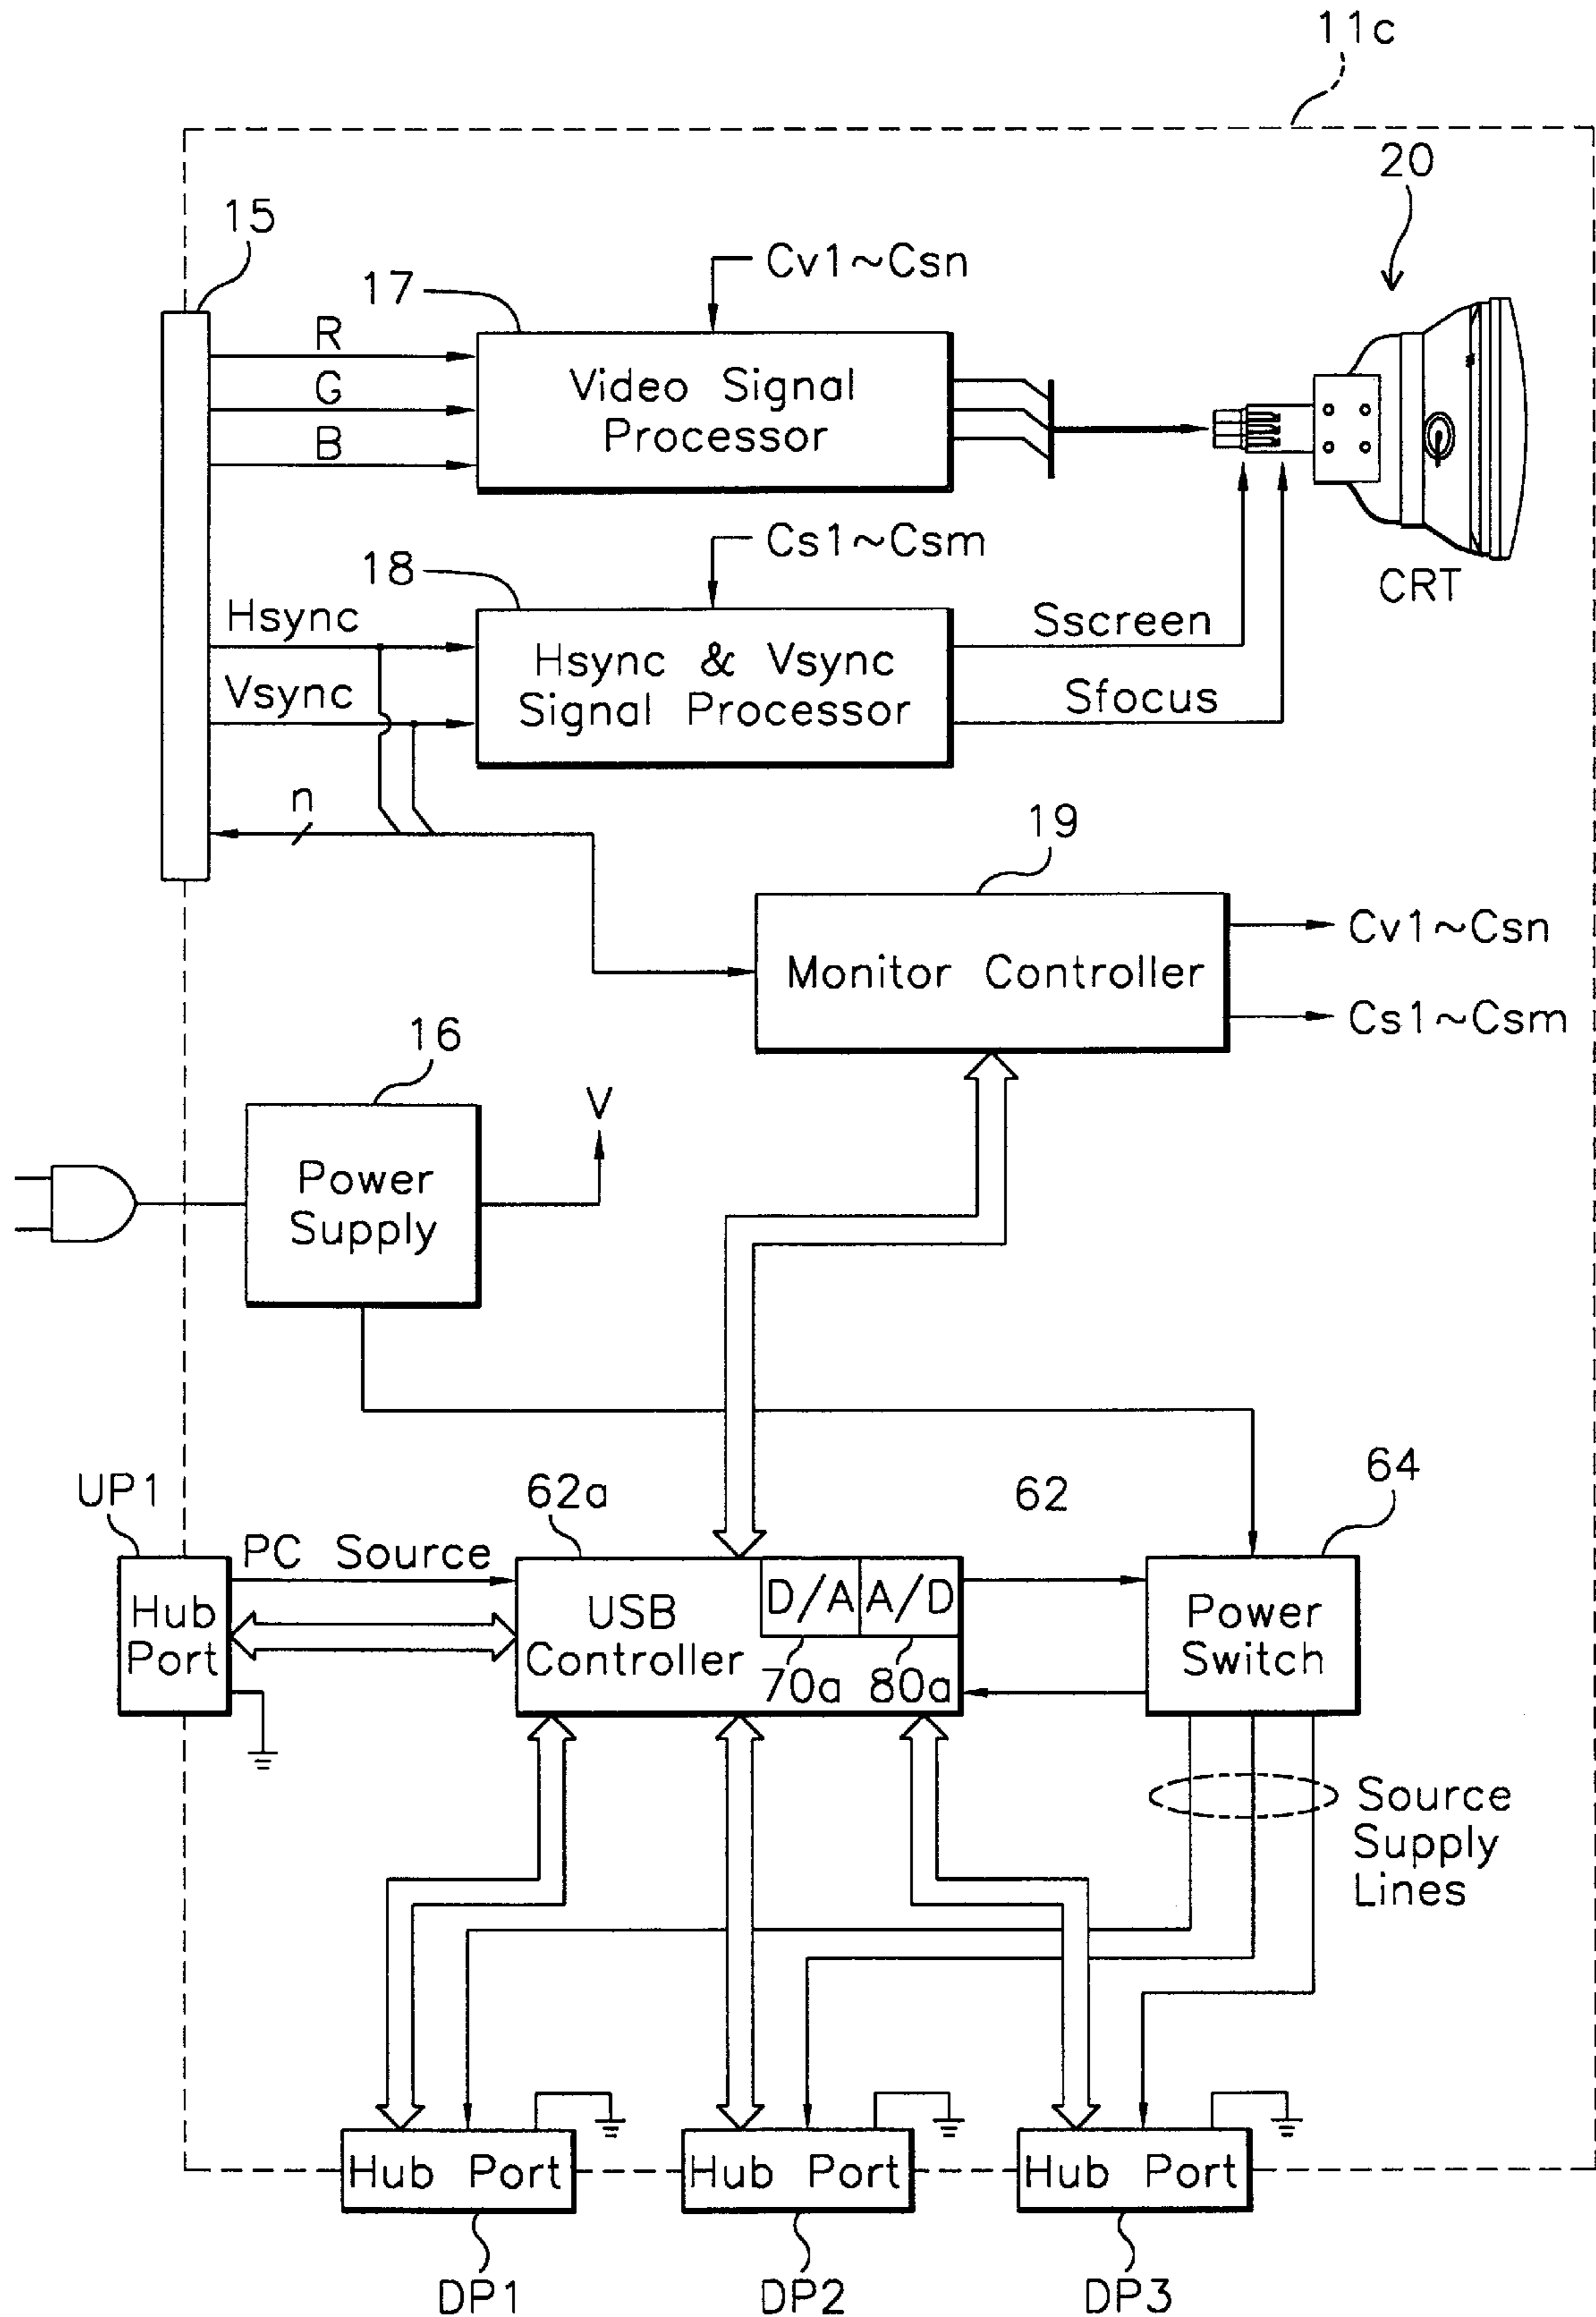 11c
20
15
Cv1~Csn
17
R
G
B
Video Signal
Processor
Cs1~Csm
18
CRT
Hsync
Vsync
Hsync & Vsync
Signal Processor
Sscreen
Sfocus
n
19
Monitor Controller
Cv1~Csn
Cs1~Csm
16
V
Power
Supply
64
UP1
62a
62
PC Source
Hub
Port
USB
Controller
D/A
A/D
70a
80a
Power
Switch
Source
Supply
Lines
Hub Port
Hub Port
Hub Port
DP1
DP2
DP3